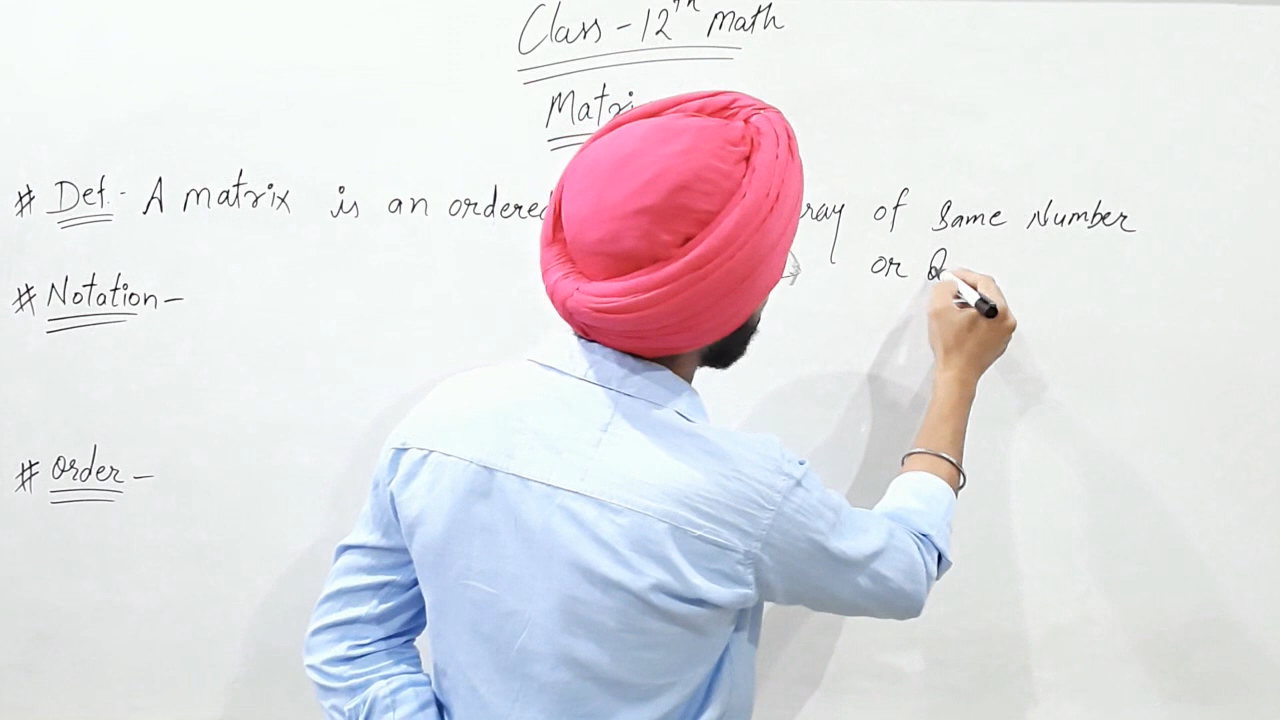 Class - 12th Math
Matri
# Def:- A matrix is an ordered ray of Same Number
or
# Notation -
# Order -